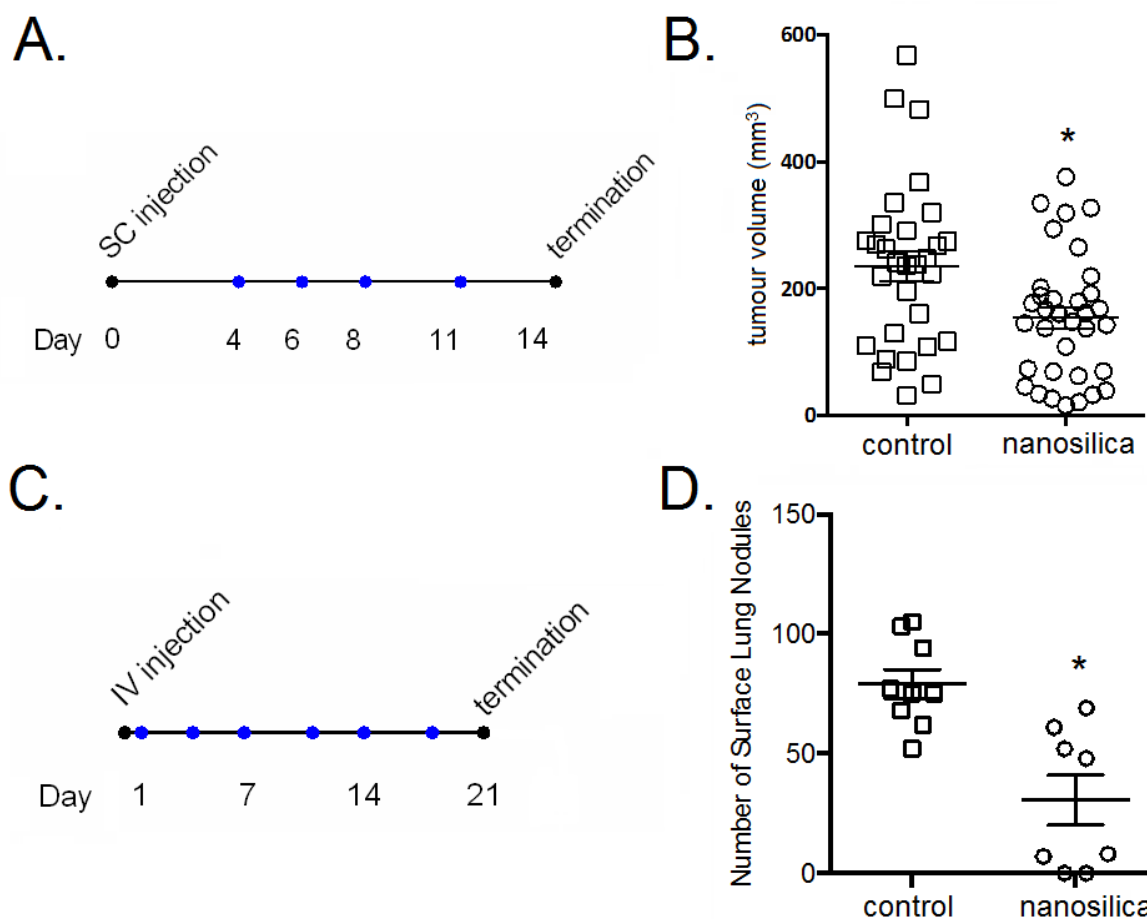 A.
SC injection
termination
Day 0 4 6 8 11 14
B.
tumour volume (mm³)
600
400
200
0
*
control nanosilica
C.
IV injection
termination
Day 1 7 14 21
D.
Number of Surface Lung Nodules
150
100
50
0
*
control nanosilica